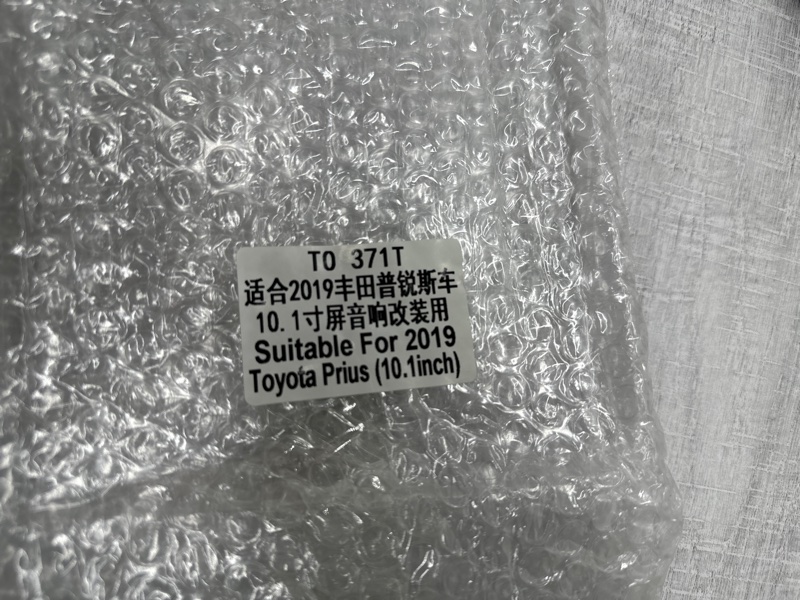 TO 371T
适合2019丰田普锐斯车
10.1寸屏音响改装用
Suitable For 2019
Toyota Prius (10.1inch)